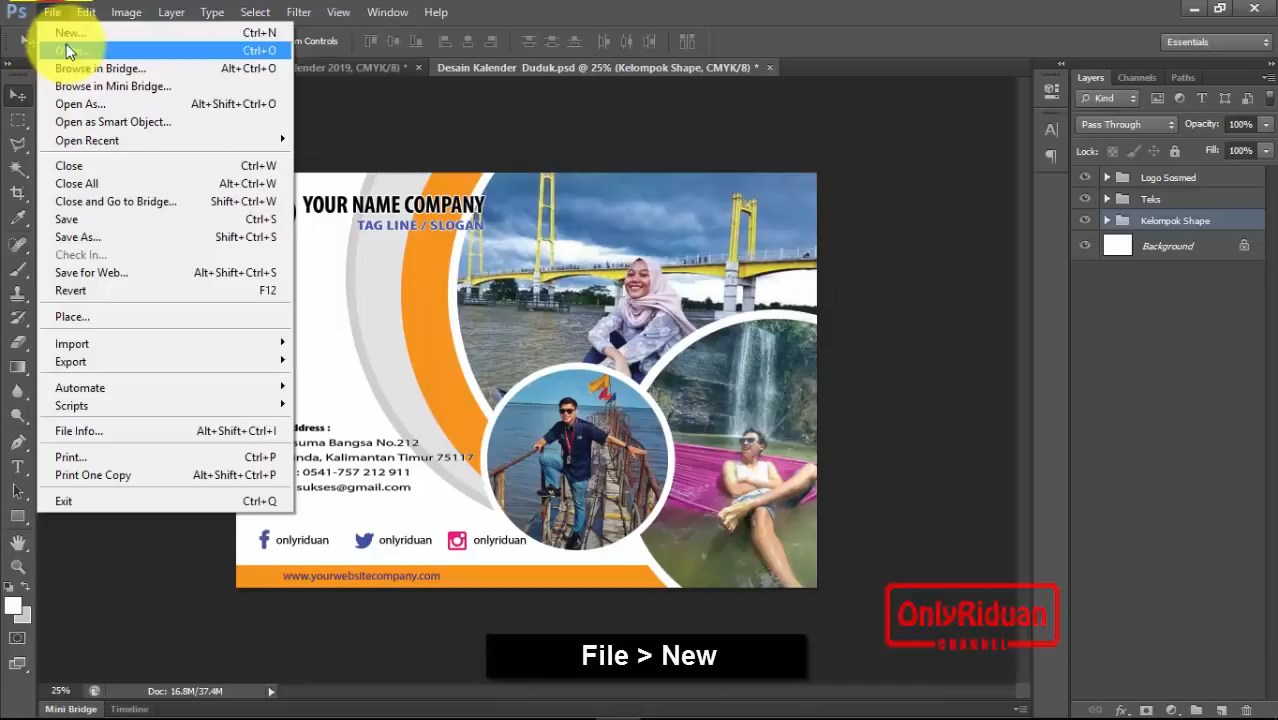 Ps File Edit Image Layer Type Select Filter View Window Help
m Controls
Essentials
lender 2019, CMYK/8) * ×
Desain Kalender Duduk.psd @ 25% (Kelompok Shape, CMYK/8) * ×
New... Ctrl+N
Ctrl+O
Browse in Bridge... Alt+Ctrl+O
Browse in Mini Bridge...
Open As... Alt+Shift+Ctrl+O
Open as Smart Object...
Open Recent
Close Ctrl+W
Close All Alt+Ctrl+W
Close and Go to Bridge... Shift+Ctrl+W
Save Ctrl+S
Save As... Shift+Ctrl+S
Check In...
Save for Web... Alt+Shift+Ctrl+S
Revert F12
Place...
Import
Export
Automate
Scripts
File Info... Alt+Shift+Ctrl+I
Print... Ctrl+P
Print One Copy Alt+Shift+Ctrl+P
Exit Ctrl+Q
YOUR NAME COMPANY
TAG LINE / SLOGAN
dress :
suma Bangsa No.212
nda, Kalimantan Timur 75117
: 0541-757 212 911
sukses@gmail.com
onlyriduan onlyriduan onlyriduan
www.yourwebsitecompany.com
Layers Channels Paths
Kind
Pass Through Opacity: 100%
Lock: Fill: 100%
Logo Sosmed
Teks
Kelompok Shape
Background
OnlyRiduan
CHANNEL
File > New
25% Doc: 16.8M/37.4M
Mini Bridge Timeline